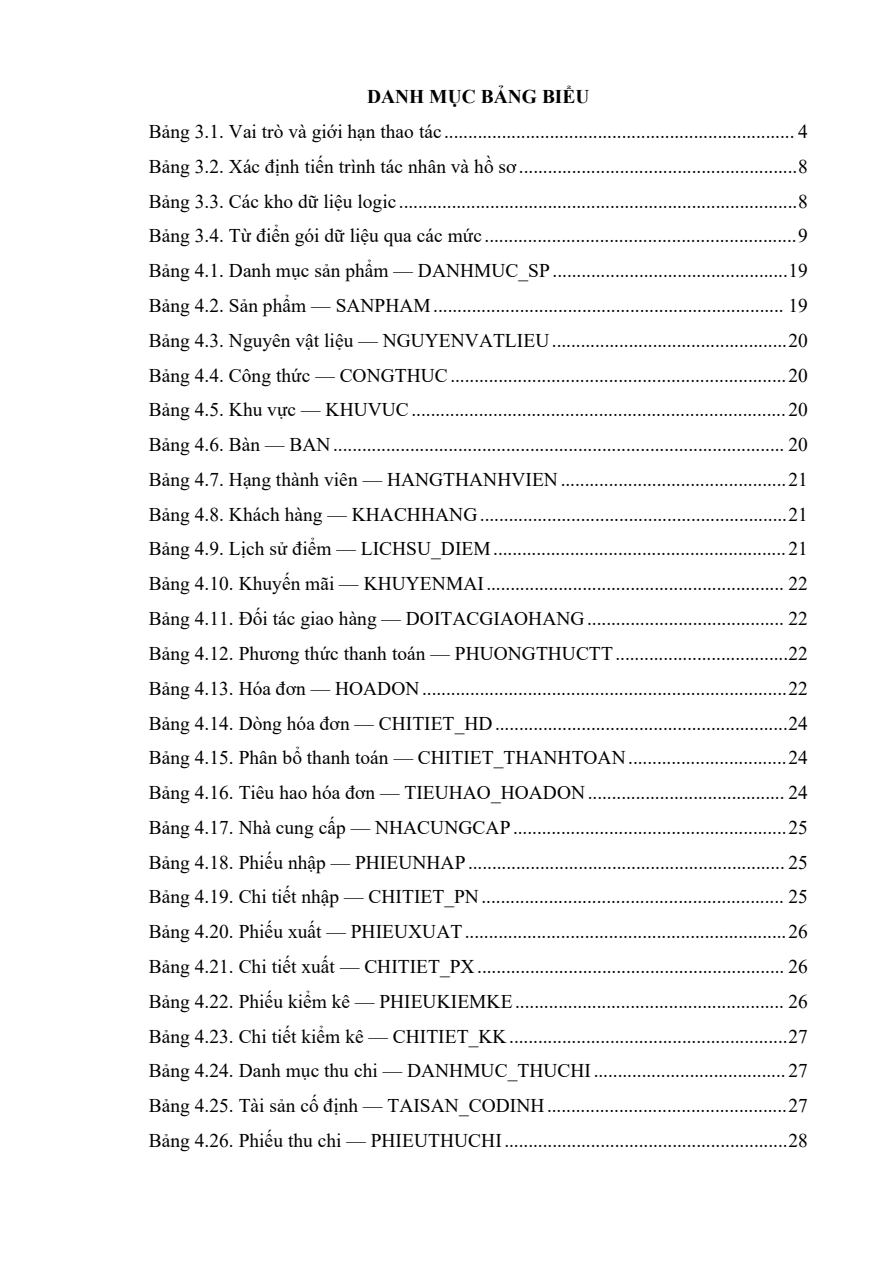 DANH MỤC BẢNG BIỂU
Bảng 3.1. Vai trò và giới hạn thao tác 4
Bảng 3.2. Xác định tiến trình tác nhân và hồ sơ 8
Bảng 3.3. Các kho dữ liệu logic 8
Bảng 3.4. Từ điển gói dữ liệu qua các mức 9
Bảng 4.1. Danh mục sản phẩm — DANHMUC_SP 19
Bảng 4.2. Sản phẩm — SANPHAM 19
Bảng 4.3. Nguyên vật liệu — NGUYENVATLIEU 20
Bảng 4.4. Công thức — CONGTHUC 20
Bảng 4.5. Khu vực — KHUVUC 20
Bảng 4.6. Bàn — BAN 20
Bảng 4.7. Hạng thành viên — HANGTHANHVIEN 21
Bảng 4.8. Khách hàng — KHACHHANG 21
Bảng 4.9. Lịch sử điểm — LICHSU_DIEM 21
Bảng 4.10. Khuyến mãi — KHUYENMAI 22
Bảng 4.11. Đối tác giao hàng — DOITACGIAOHANG 22
Bảng 4.12. Phương thức thanh toán — PHUONGTHUCTT 22
Bảng 4.13. Hóa đơn — HOADON 22
Bảng 4.14. Dòng hóa đơn — CHITIET_HD 24
Bảng 4.15. Phân bổ thanh toán — CHITIET_THANHTOAN 24
Bảng 4.16. Tiêu hao hóa đơn — TIEUHAO_HOADON 24
Bảng 4.17. Nhà cung cấp — NHACUNGCAP 25
Bảng 4.18. Phiếu nhập — PHIEUNHAP 25
Bảng 4.19. Chi tiết nhập — CHITIET_PN 25
Bảng 4.20. Phiếu xuất — PHIEUXUAT 26
Bảng 4.21. Chi tiết xuất — CHITIET_PX 26
Bảng 4.22. Phiếu kiểm kê — PHIEUKIEMKE 26
Bảng 4.23. Chi tiết kiểm kê — CHITIET_KK 27
Bảng 4.24. Danh mục thu chi — DANHMUC_THUCHI 27
Bảng 4.25. Tài sản cố định — TAISAN_CODINH 27
Bảng 4.26. Phiếu thu chi — PHIEUTHUCHI 28